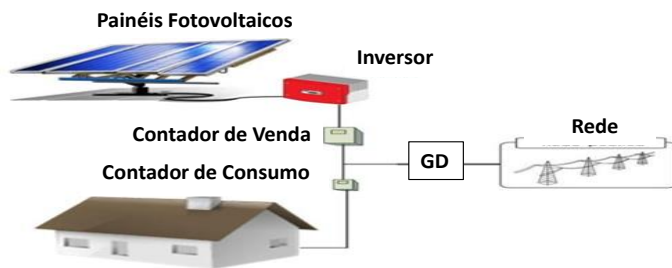 Painéis Fotovoltaicos
Inversor
Contador de Venda
Rede
GD
Contador de Consumo